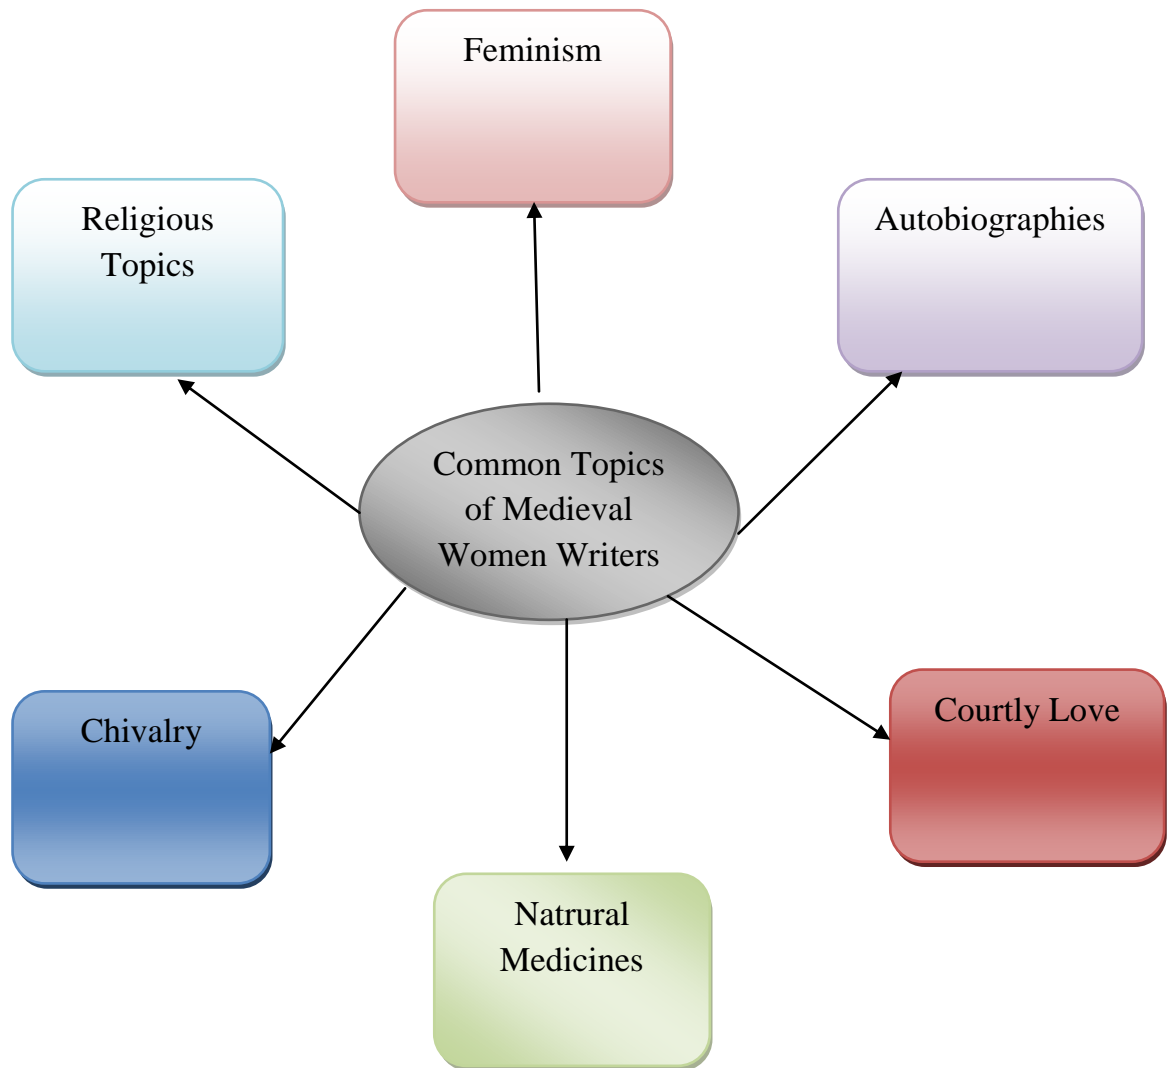 Feminism
Religious
Topics
Autobiographies
Common Topics
of Medieval
Women Writers
Chivalry
Courtly Love
Natrural
Medicines